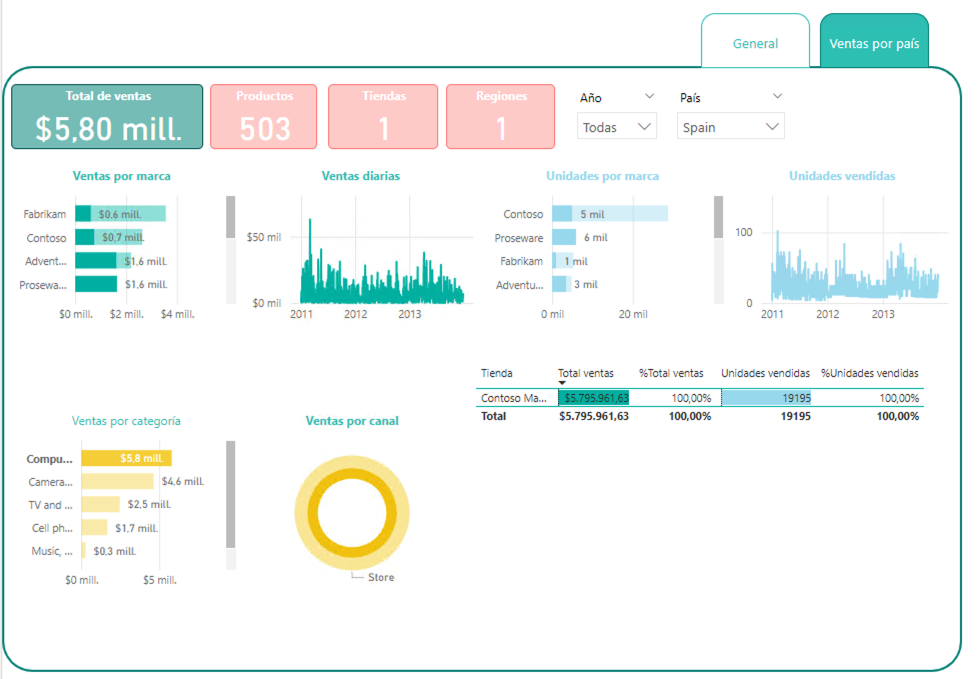 General
Ventas por país
Total de ventas
$5,80 mill.
Productos
503
Tiendas
1
Regiones
1
Año
Todas
País
Spain
Ventas por marca
Fabrikam
$0.6 mill.
Contoso
$0,7 mill.
Advent...
$1,6 mill.
Prosewa...
$1,6 mill.
$0 mill.
$2 mill.
$4 mill.
Ventas diarias
$50 mil
$0 mil
2011
2012
2013
Unidades por marca
Contoso
5 mil
Proseware
6 mil
Fabrikam
1 mil
Adventu...
3 mil
0 mil
20 mil
Unidades vendidas
100
0
2011
2012
2013
Tienda Total ventas %Total ventas Unidades vendidas %Unidades vendidas
Contoso Ma... $5.795.961,63 100,00% 19195 100,00%
Total $5.795.961,63 100,00% 19195 100,00%
Ventas por categoría
Compu...
$5,8 mill.
Camera...
$4,6 mill.
TV and ...
$2,5 mill.
Cell ph...
$1,7 mill.
Music, ...
$0,3 mill.
$0 mill.
$5 mill.
Ventas por canal
Store